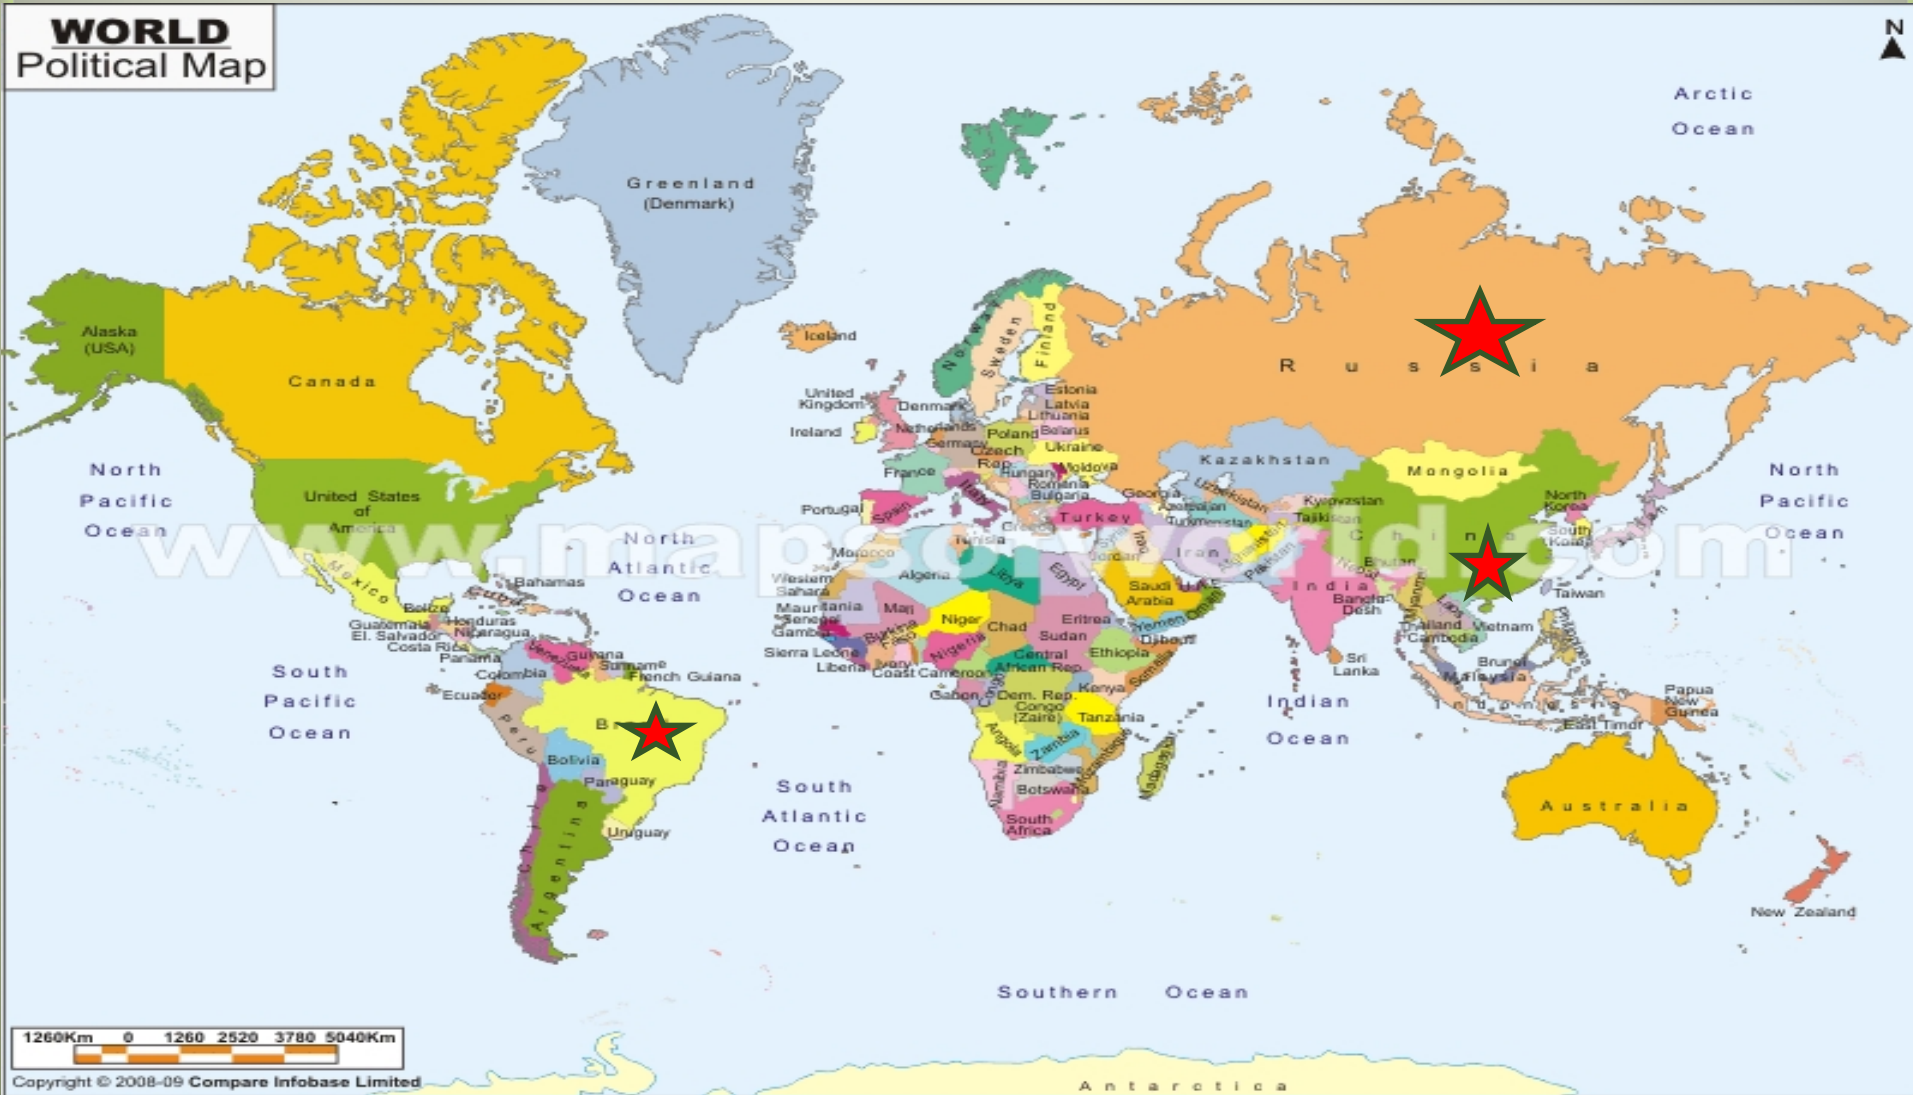 WORLD
Political Map
N
Arctic
Ocean
Greenland
(Denmark)
Alaska
(USA)
Canada
Iceland
Norway
Sweden
Finland
Russia
United
Kingdom
Ireland
Denmark
Estonia
Latvia
Lithuania
Belarus
Netherlands
Germany
Poland
Czech
Rep.
Ukraine
France
Hungary
Moldova
Romania
Bulgaria
Italy
Portugal
Spain
Greece
Turkey
Georgia
Azerbaijan
Kazakhstan
Uzbekistan
Turkmenistan
Kyrgyzstan
Tajikistan
Mongolia
North
Korea
South
Korea
Japan
China
North
Pacific
Ocean
United States
of
America
North
Atlantic
Ocean
North
Pacific
Ocean
www.mapsofworld.com
Mexico
Bahamas
Cuba
Belize
Guatemala
Honduras
El. Salvador
Nicaragua
Costa Rica
Panama
Venezuela
Guyana
Suriname
French Guiana
Colombia
Ecuador
Peru
Bolivia
Paraguay
Chile
Argentina
Uruguay
South
Pacific
Ocean
South
Atlantic
Ocean
Morocco
Tunisia
Algeria
Libya
Egypt
Western
Sahara
Mauritania
Mali
Niger
Chad
Sudan
Eritrea
Senegal
Gambia
Burkina
Faso
Sierra Leone
Liberia
Ivory
Coast
Nigeria
Cameroon
Central
African Rep.
Ethiopia
Djibouti
Somalia
Gabon
Congo
Dem. Rep.
Congo
(Zaire)
Kenya
Tanzania
Angola
Zambia
Mozambique
Zimbabwe
Namibia
Botswana
South
Africa
Madagascar
Syria
Jordan
Iraq
Iran
Saudi
Arabia
U.A.E
Oman
Yemen
Afghanistan
Pakistan
India
Nepal
Bhutan
Bangla
Desh
Sri
Lanka
Myanmar
Laos
Thailand
Vietnam
Cambodia
Taiwan
Philippines
Brunei
Malaysia
Indonesia
East Timor
Papua
New
Guinea
Indian
Ocean
Australia
New Zealand
Southern Ocean
Antarctica
1260Km 0 1260 2520 3780 5040Km
Copyright © 2008-09 Compare Infobase Limited